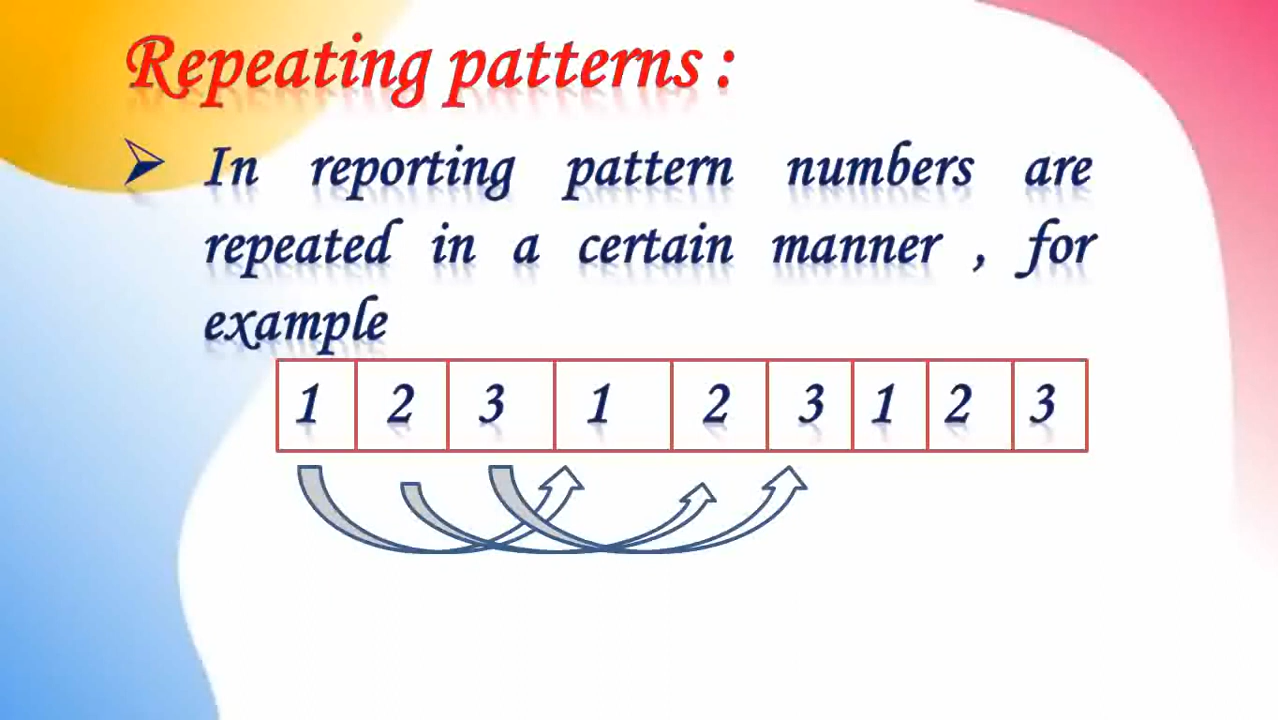 Repeating patterns :
In reporting pattern numbers are
repeated in a certain manner , for
example
1 2 3 1 2 3 1 2 3